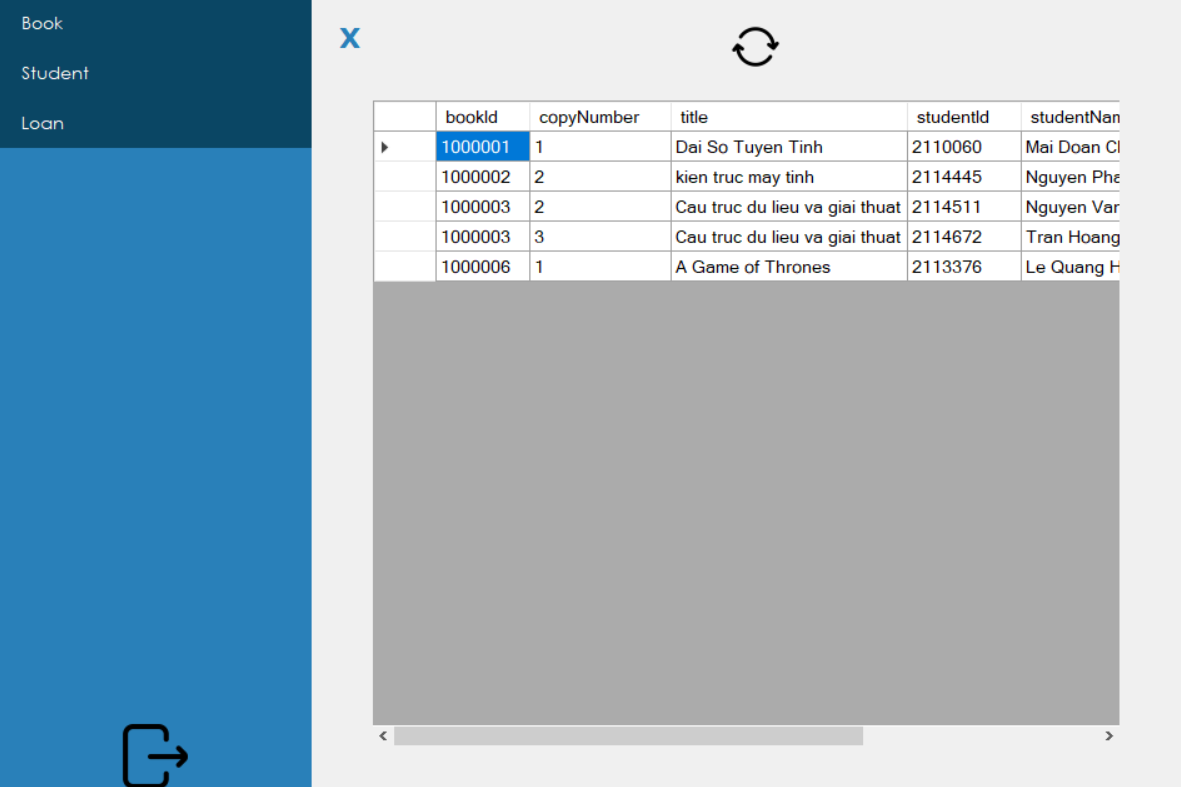 Book
Student
Loan
X
bookId copyNumber title studentId studentNam
1000001 1 Dai So Tuyen Tinh 2110060 Mai Doan Cl
1000002 2 kien truc may tinh 2114445 Nguyen Pha
1000003 2 Cau truc du lieu va giai thuat 2114511 Nguyen Var
1000003 3 Cau truc du lieu va giai thuat 2114672 Tran Hoang
1000006 1 A Game of Thrones 2113376 Le Quang H